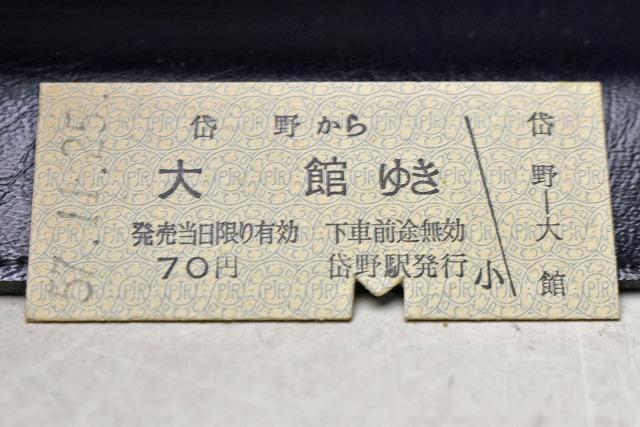 岱野から
大館ゆき
発売当日限り有効 下車前途無効
70円 岱野駅発行 小
岱野―大館